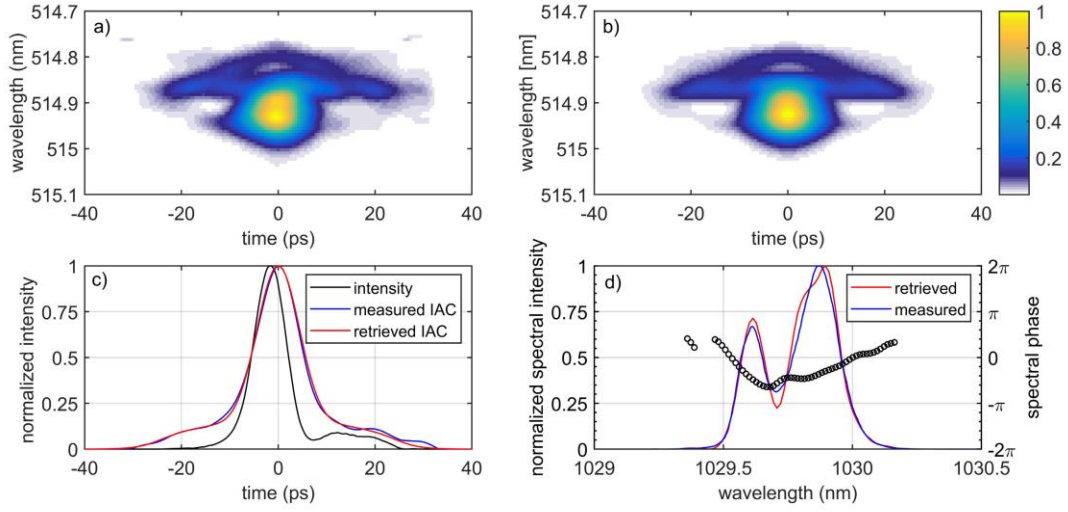 a)
wavelength (nm)
514.7
514.8
514.9
515
515.1
-40
-20
0
20
40
time (ps)
b)
wavelength [nm]
514.7
514.8
514.9
515
515.1
-40
-20
0
20
40
time (ps)
1
0.8
0.6
0.4
0.2
c)
normalized intensity
1
0.75
0.5
0.25
0
intensity
measured IAC
retrieved IAC
-40
-20
0
20
40
time (ps)
d)
normalized spectral intensity
1
0.75
0.5
0.25
0
retrieved
measured
2π
π
0
-π
-2π
spectral phase
1029
1029.5
1030
1030.5
wavelength (nm)